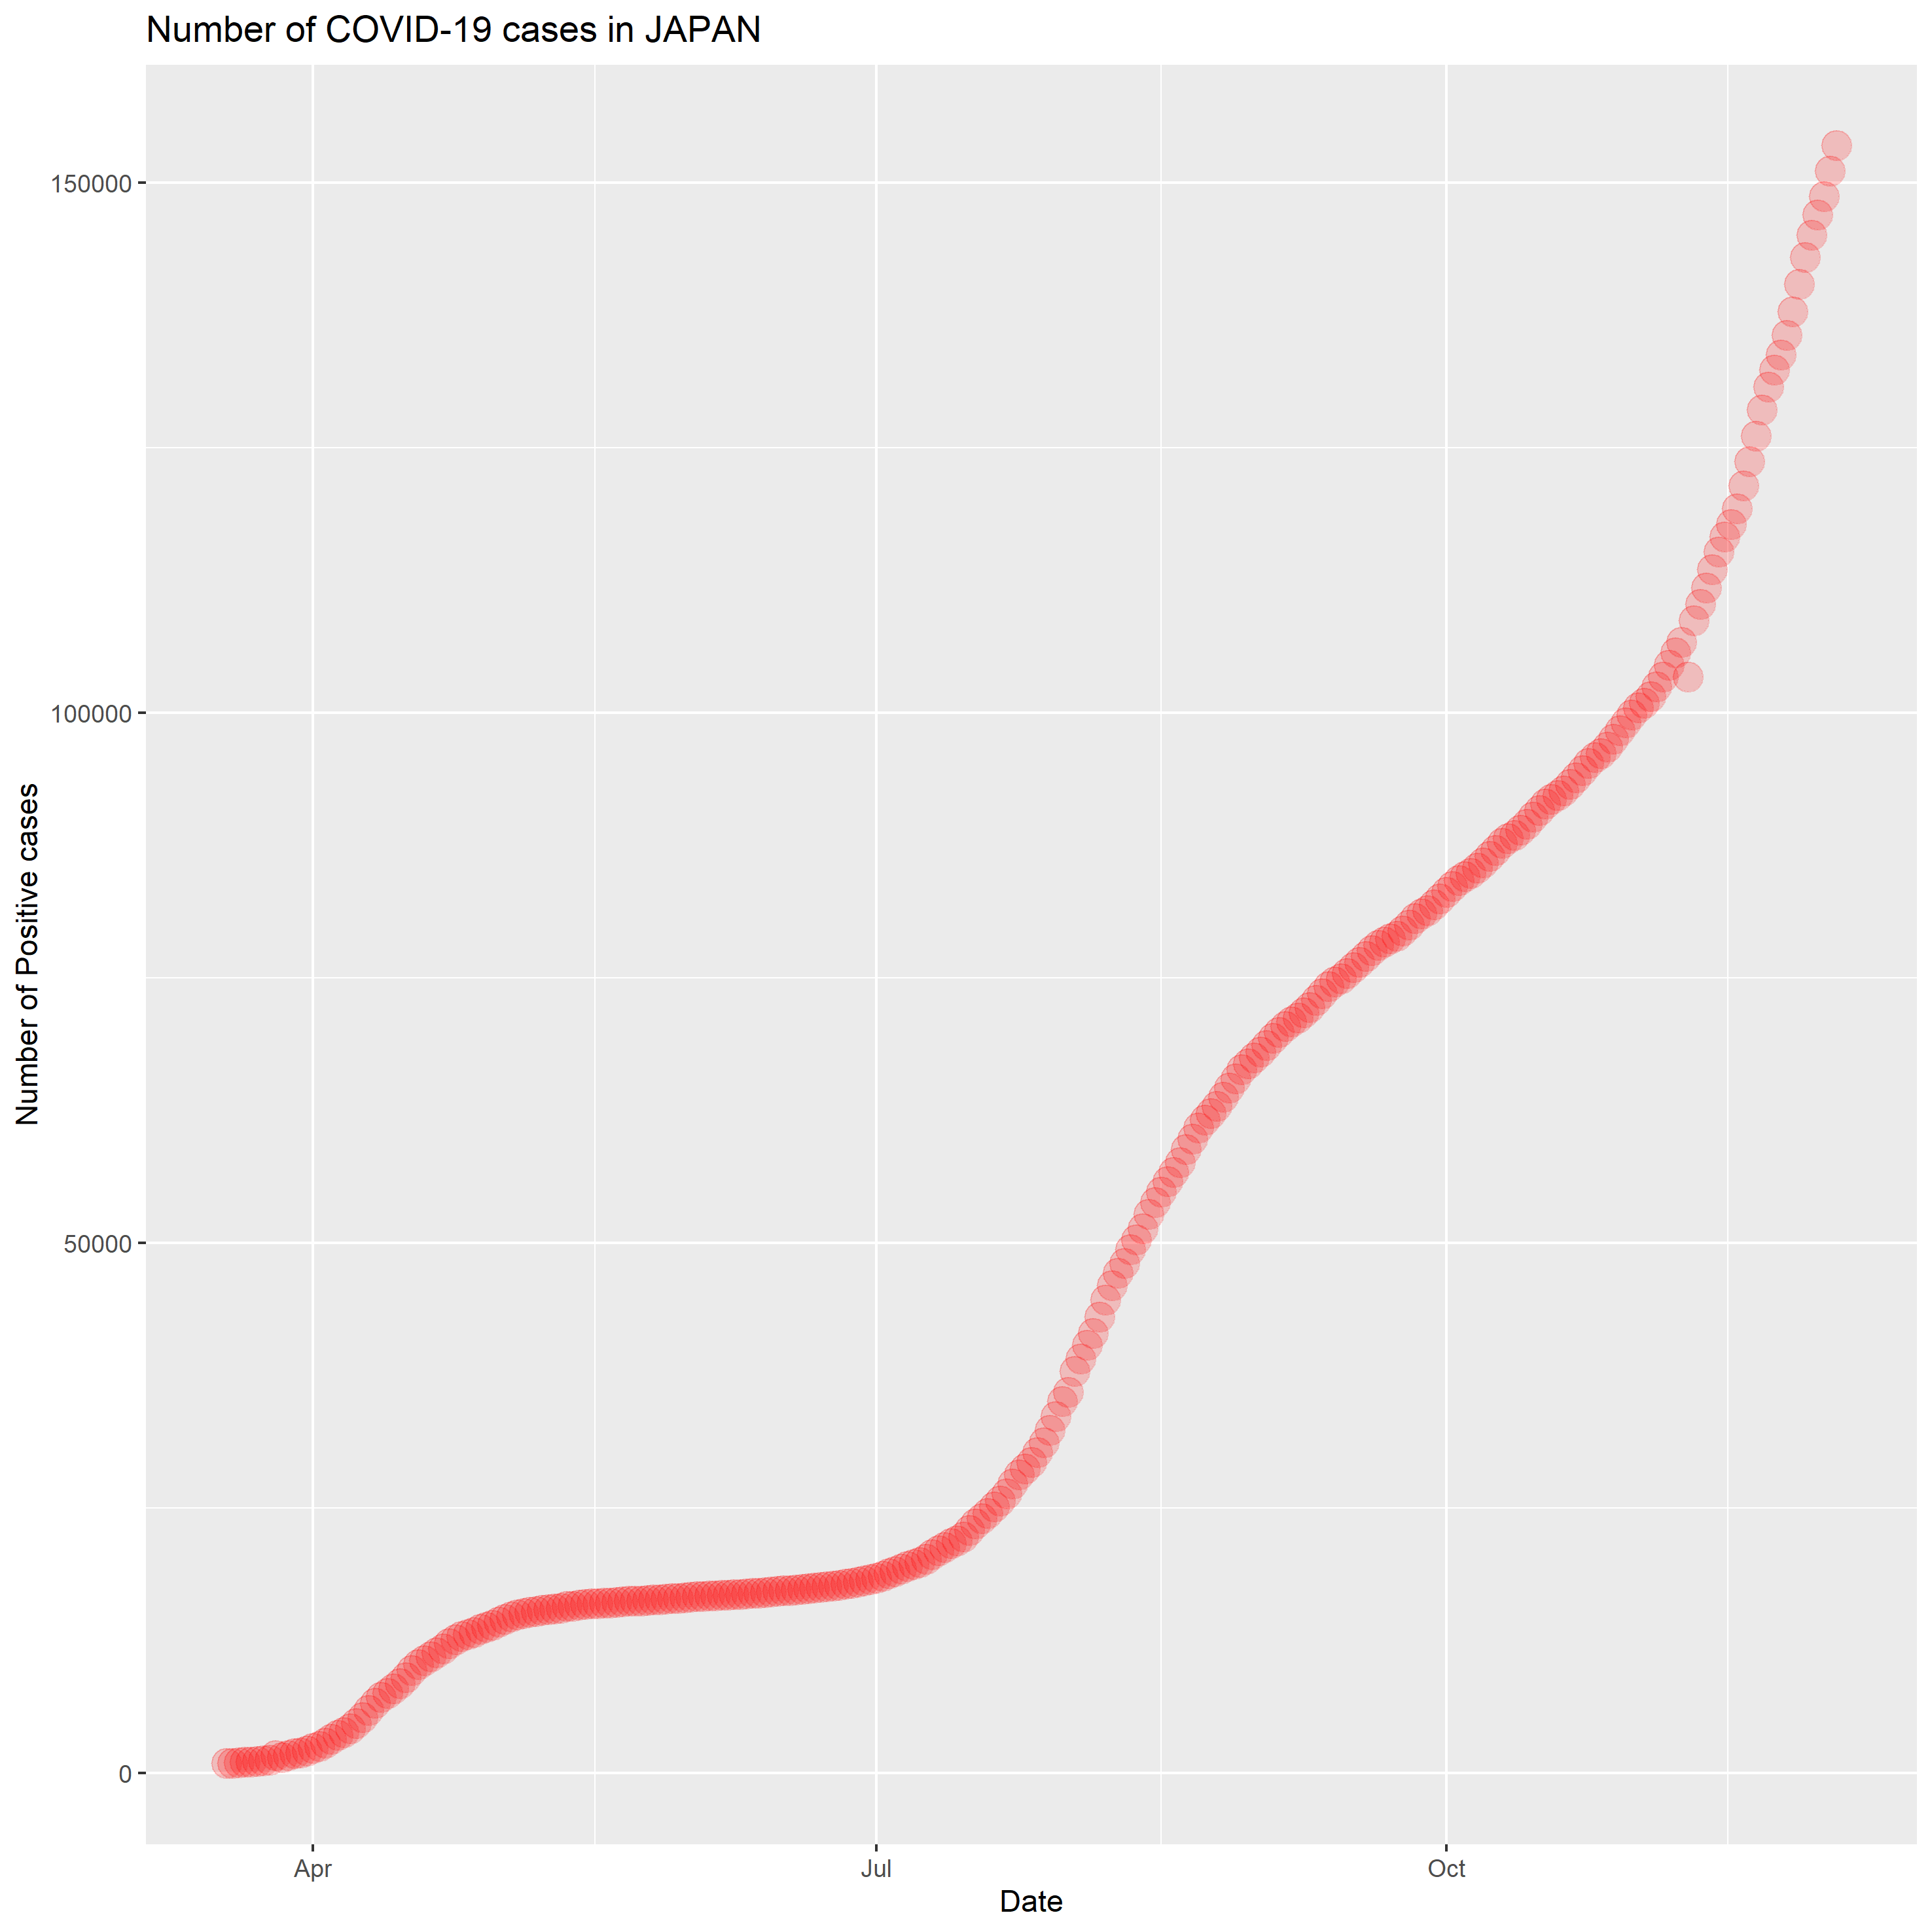 Number of COVID-19 cases in JAPAN
150000
100000
50000
0
Number of Positive cases
Apr
Jul
Oct
Date